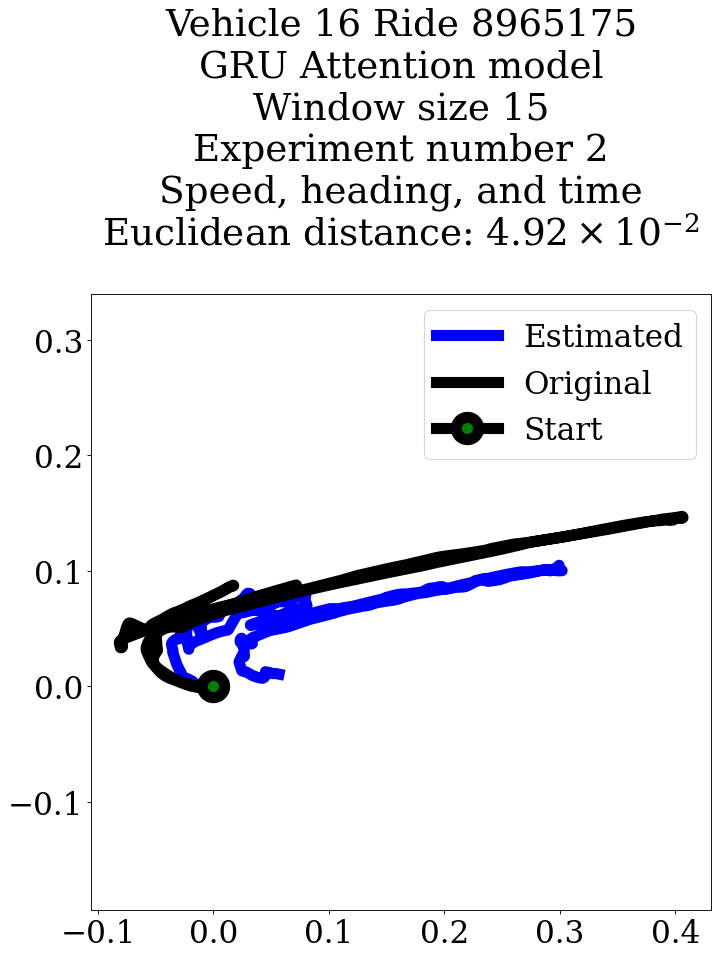 Vehicle 16 Ride 8965175
GRU Attention model
Window size 15
Experiment number 2
Speed, heading, and time
Euclidean distance: 4.92 × 10⁻²
Estimated
Original
Start
0.3
0.2
0.1
0.0
−0.1
−0.1 0.0 0.1 0.2 0.3 0.4